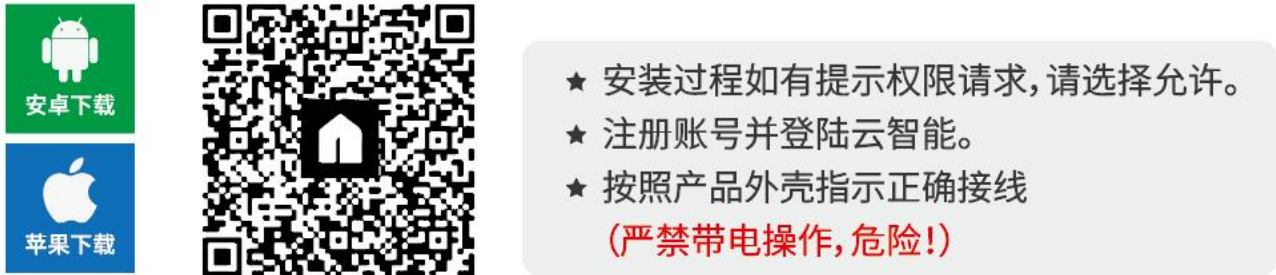 安卓下载
苹果下载
★ 安装过程如有提示权限请求,请选择允许。
★ 注册账号并登陆云智能。
★ 按照产品外壳指示正确接线
(严禁带电操作,危险!)